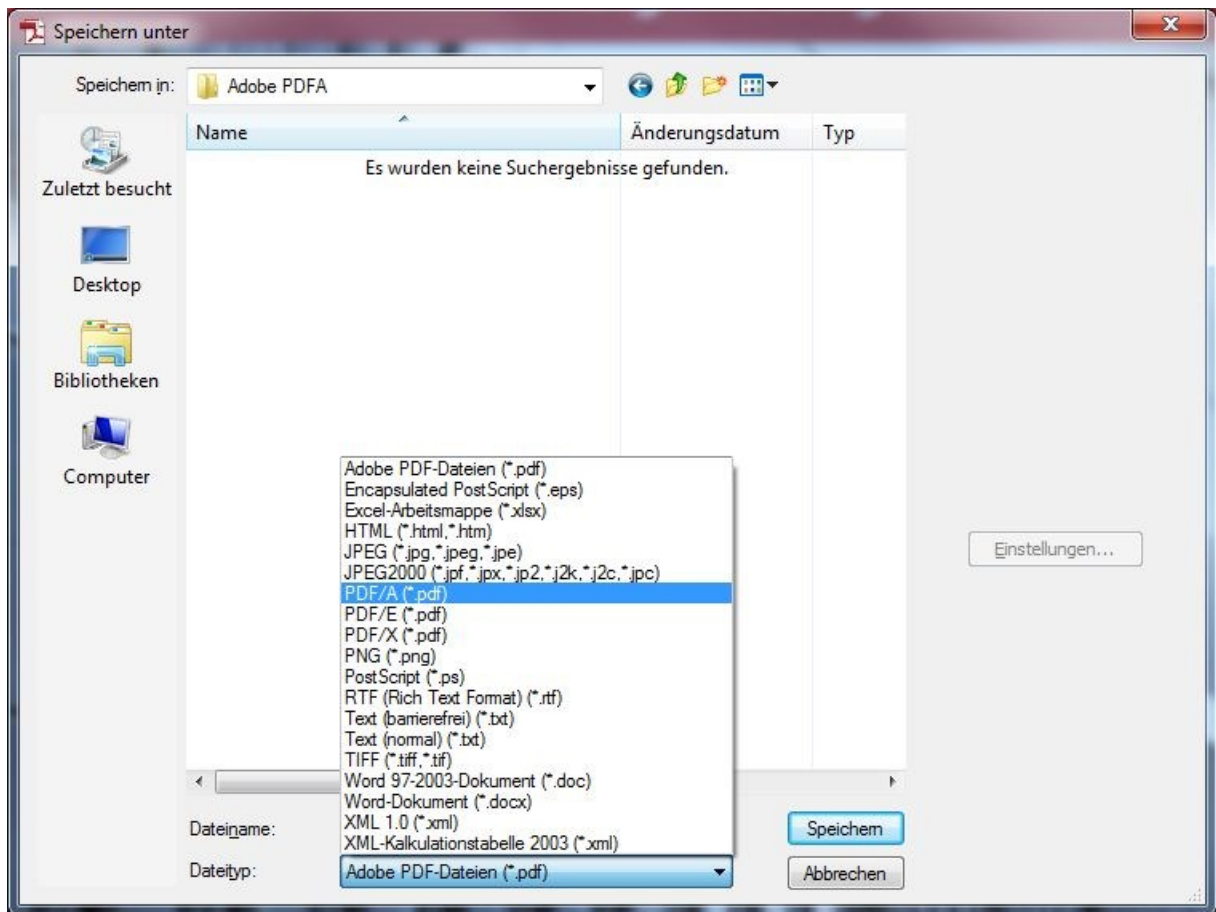 Speichern unter
Speichern in:
Adobe PDFA
Name
Änderungsdatum
Typ
Es wurden keine Suchergebnisse gefunden.
Zuletzt besucht
Desktop
Bibliotheken
Computer
Adobe PDF-Dateien (*.pdf)
Encapsulated PostScript (*.eps)
Excel-Arbeitsmappe (*.xlsx)
HTML (*.html,*.htm)
JPEG (*.jpg,*.jpeg,*.jpe)
JPEG2000 (*.jpf,*.jpx,*.jp2,*.j2k,*.j2c,*.jpc)
PDF/A (*.pdf)
PDF/E (*.pdf)
PDF/X (*.pdf)
PNG (*.png)
PostScript (*.ps)
RTF (Rich Text Format) (*.rtf)
Text (barrierefrei) (*.txt)
Text (normal) (*.txt)
TIFF (*.tiff,*.tif)
Word 97-2003-Dokument (*.doc)
Word-Dokument (*.docx)
XML 1.0 (*.xml)
XML-Kalkulationstabelle 2003 (*.xml)
Einstellungen...
Dateiname:
Speichern
Dateityp:
Adobe PDF-Dateien (*.pdf)
Abbrechen